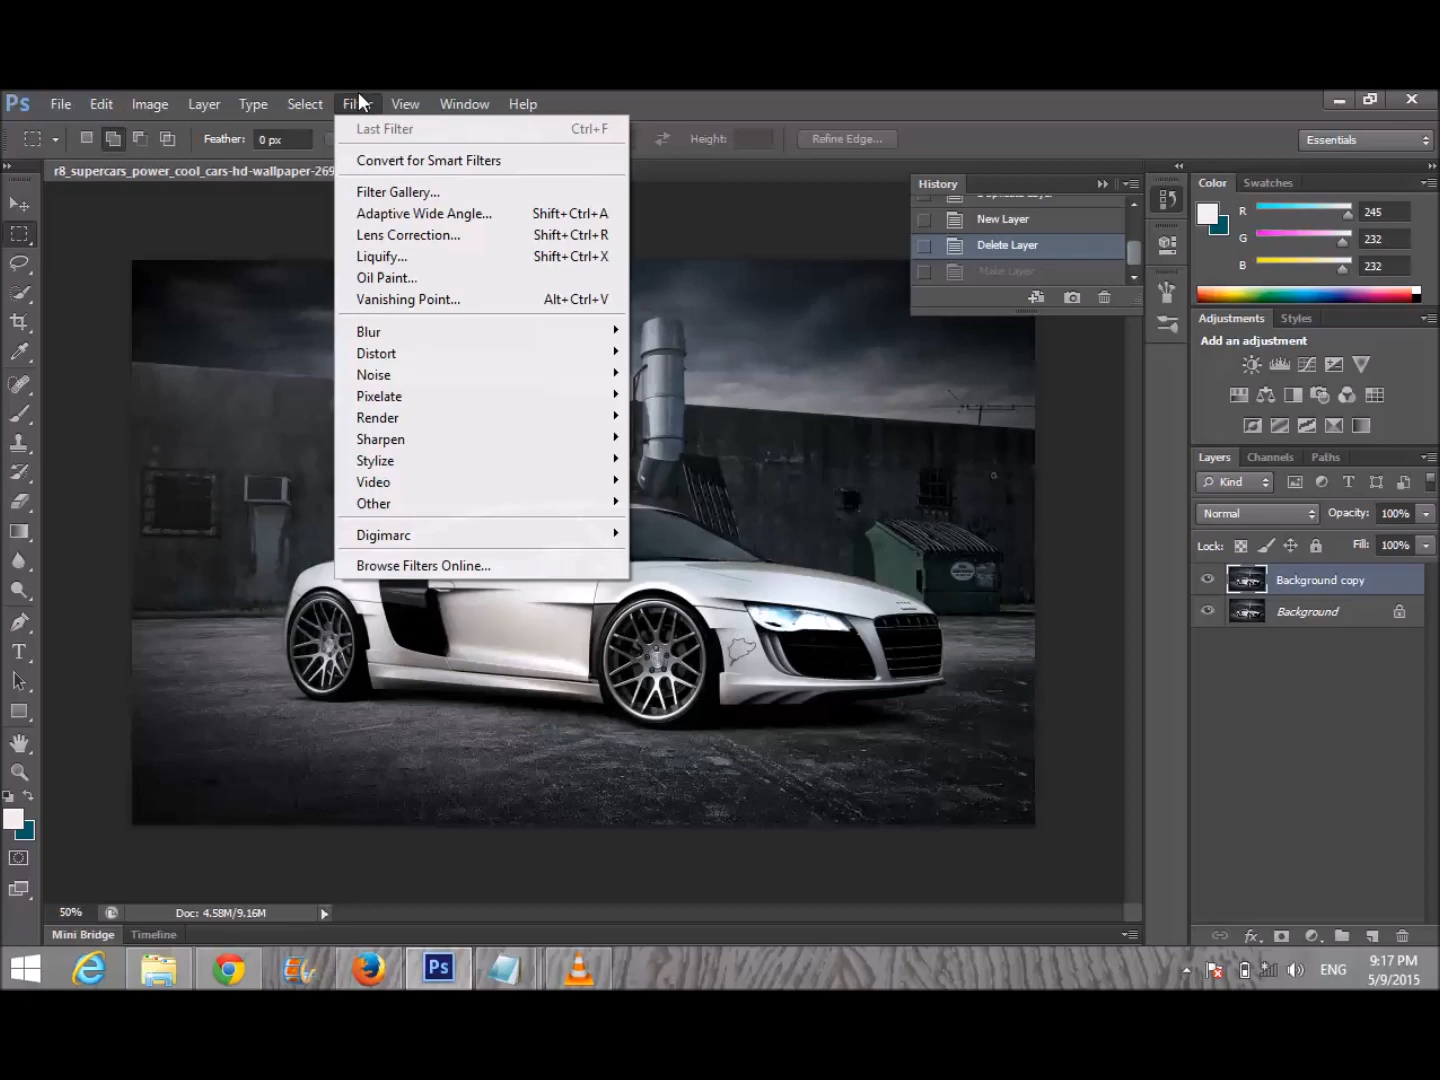 Ps File Edit Image Layer Type Select View Window Help
Feather: 0 px Height: Refine Edge... Essentials
r8_supercars_power_cool_cars-hd-wallpaper-269
Last Filter Ctrl+F
Convert for Smart Filters
Filter Gallery...
Adaptive Wide Angle... Shift+Ctrl+A
Lens Correction... Shift+Ctrl+R
Liquify... Shift+Ctrl+X
Oil Paint...
Vanishing Point... Alt+Ctrl+V
Blur
Distort
Noise
Pixelate
Render
Sharpen
Stylize
Video
Other
Digimarc
Browse Filters Online...
History
New Layer
Delete Layer
Make Layer
Color Swatches
R 245
G 232
B 232
Adjustments Styles
Add an adjustment
Layers Channels Paths
Kind
Normal Opacity: 100%
Lock: Fill: 100%
Background copy
Background
50% Doc: 4.58M/9.16M
Mini Bridge Timeline
Ps
ENG
9:17 PM
5/9/2015